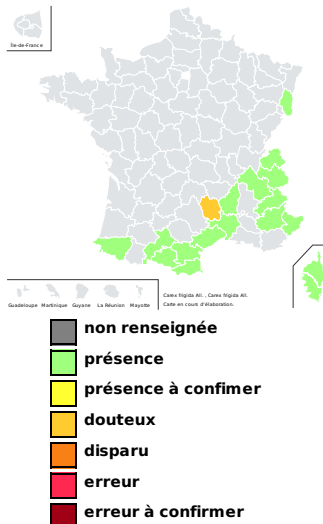 Île-de-France
Guadeloupe Martinique Guyane La Réunion Mayotte
Carex frigida All. , Carex frigida All.
Carte en cours d'élaboration.
non renseignée
présence
présence à confimer
douteux
disparu
erreur
erreur à confirmer